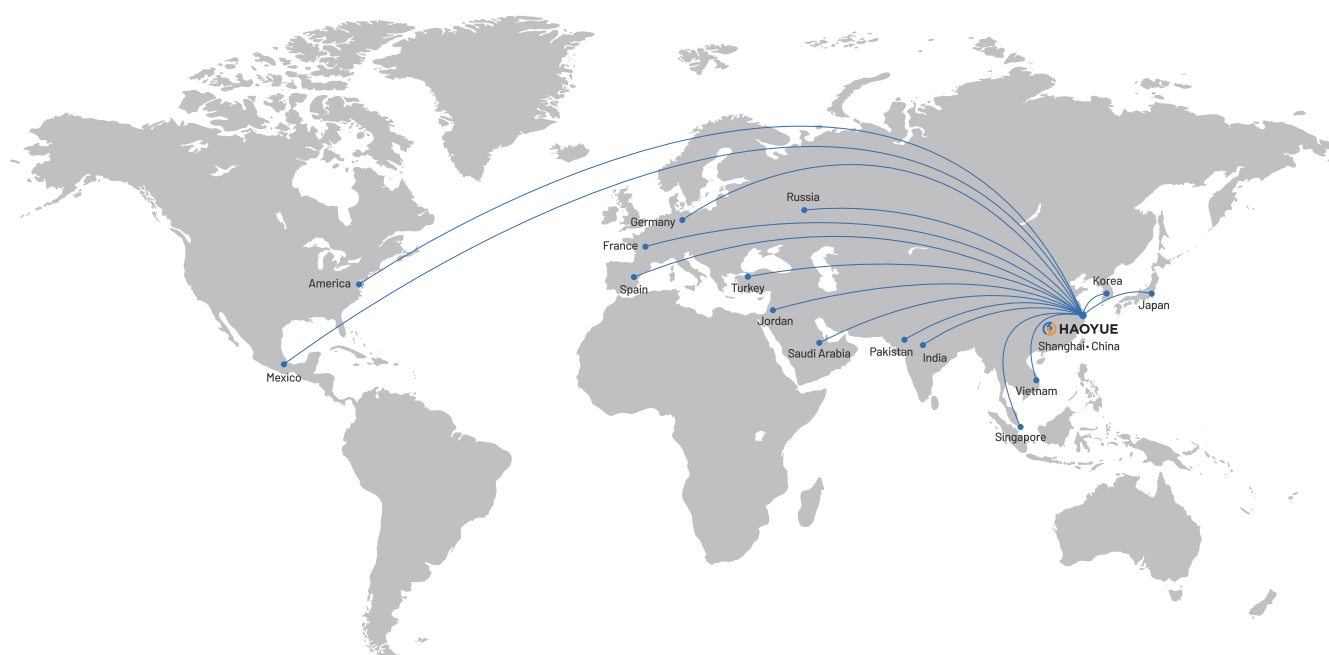 Russia
Germany
France
Korea
America
Spain
Turkey
Japan
Jordan
HAOYUE
Shanghai•China
Saudi Arabia
Pakistan
India
Mexico
Vietnam
Singapore